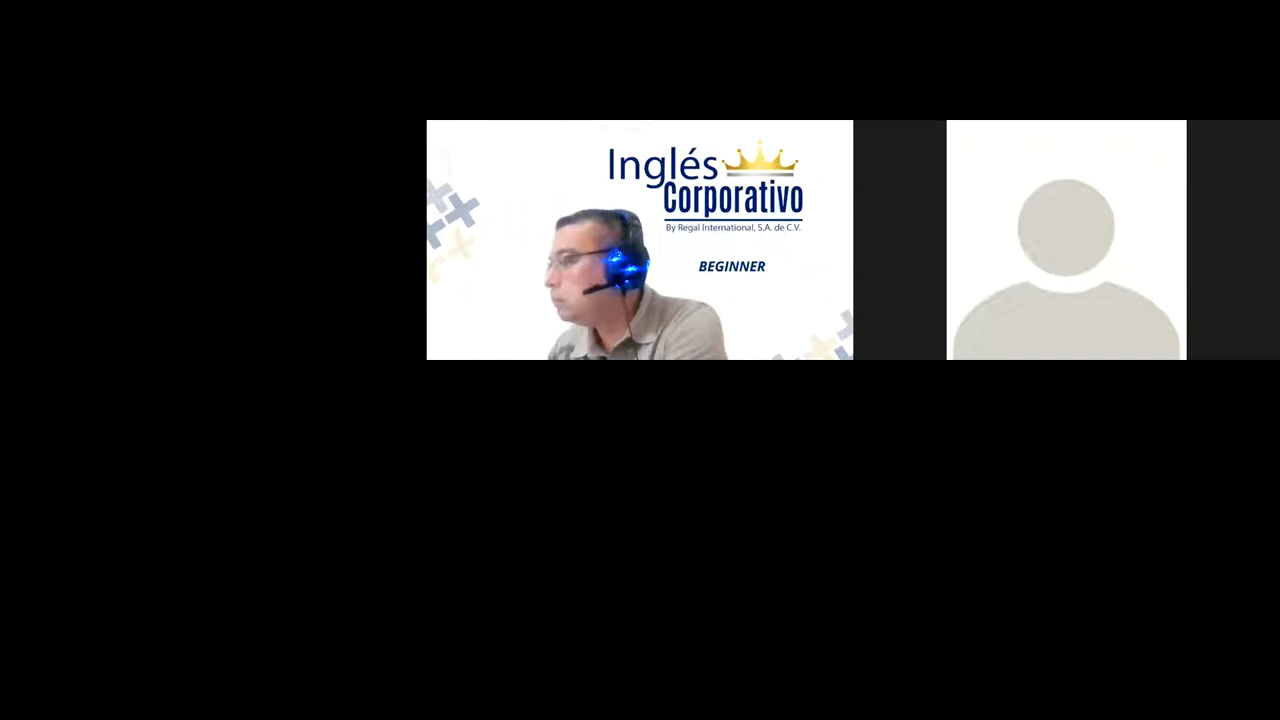 Inglés
Corporativo
By Regal International, S.A. de C.V.
BEGINNER